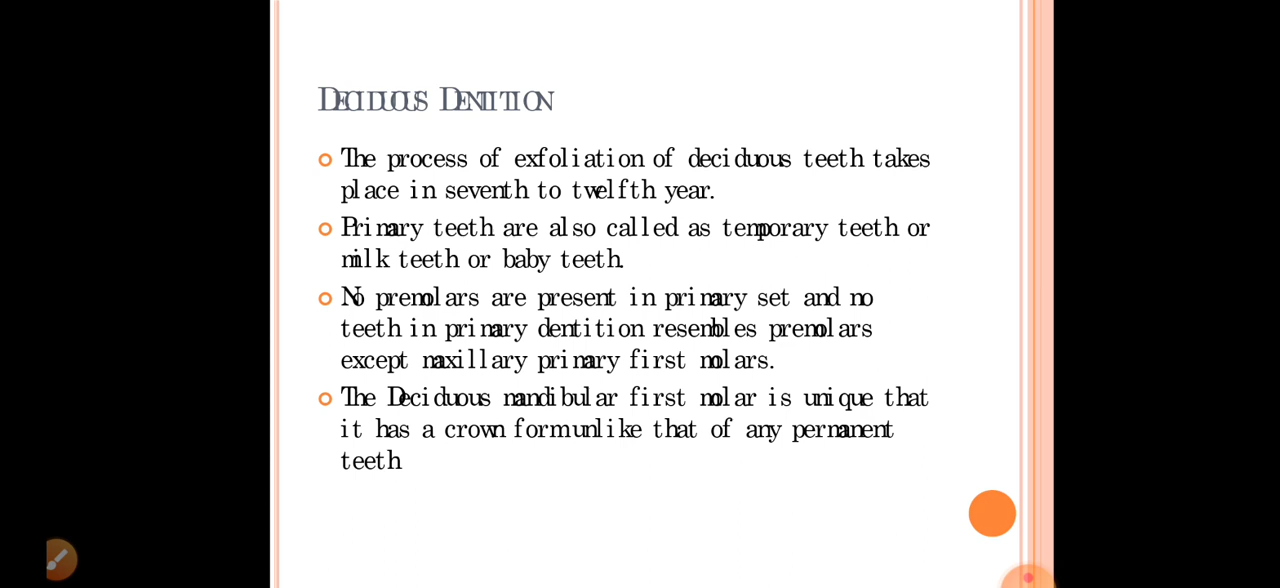 DECIDUOUS DENTITION
The process of exfoliation of deciduous teeth takes
place in seventh to twelfth year.
Primary teeth are also called as temporary teeth or
milk teeth or baby teeth.
No premolars are present in primary set and no
teeth in primary dentition resembles premolars
except maxillary primary first molars.
The Deciduous mandibular first molar is unique that
it has a crown form unlike that of any permanent
teeth